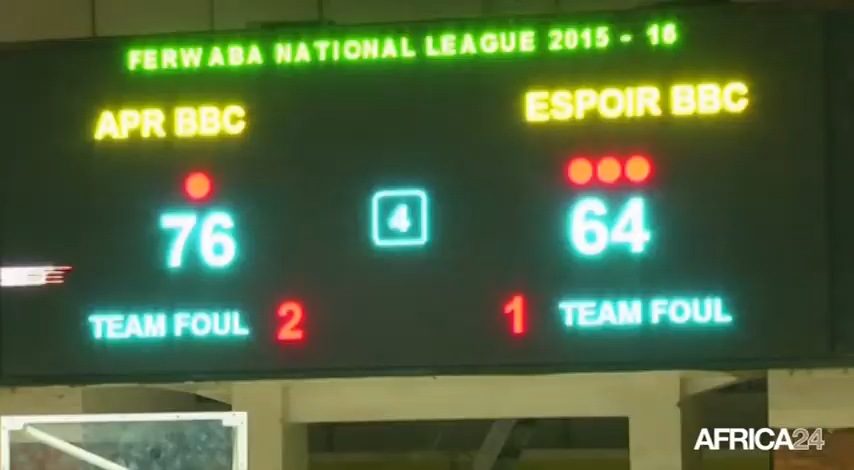 FERWABA NATIONAL LEAGUE 2015 - 16
APR BBC
ESPOIR BBC
76
4
64
TEAM FOUL 2
1 TEAM FOUL
AFRICA24